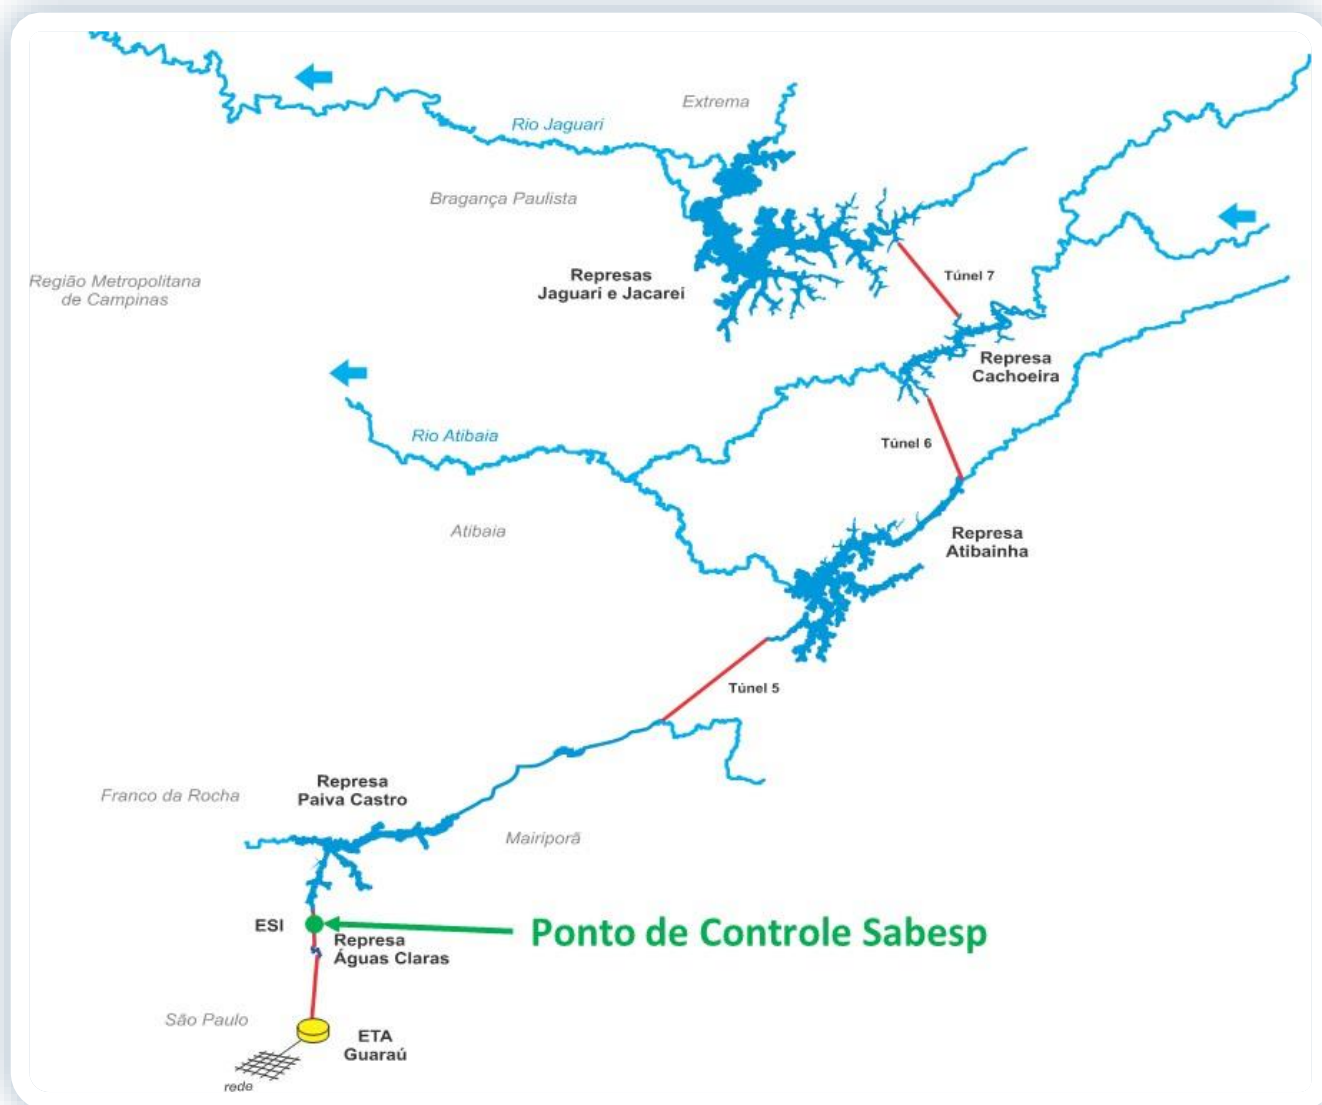 Extrema
Rio Jaguari
Bragança Paulista
Região Metropolitana
de Campinas
Represas
Jaguari e Jacarei
Túnel 7
Represa
Cachoeira
Rio Atibaia
Túnel 6
Atibaia
Represa
Atibainha
Túnel 5
Represa
Paiva Castro
Franco da Rocha
Mairiporã
ESI
Ponto de Controle Sabesp
Represa
Águas Claras
São Paulo
ETA
Guaraú
rede